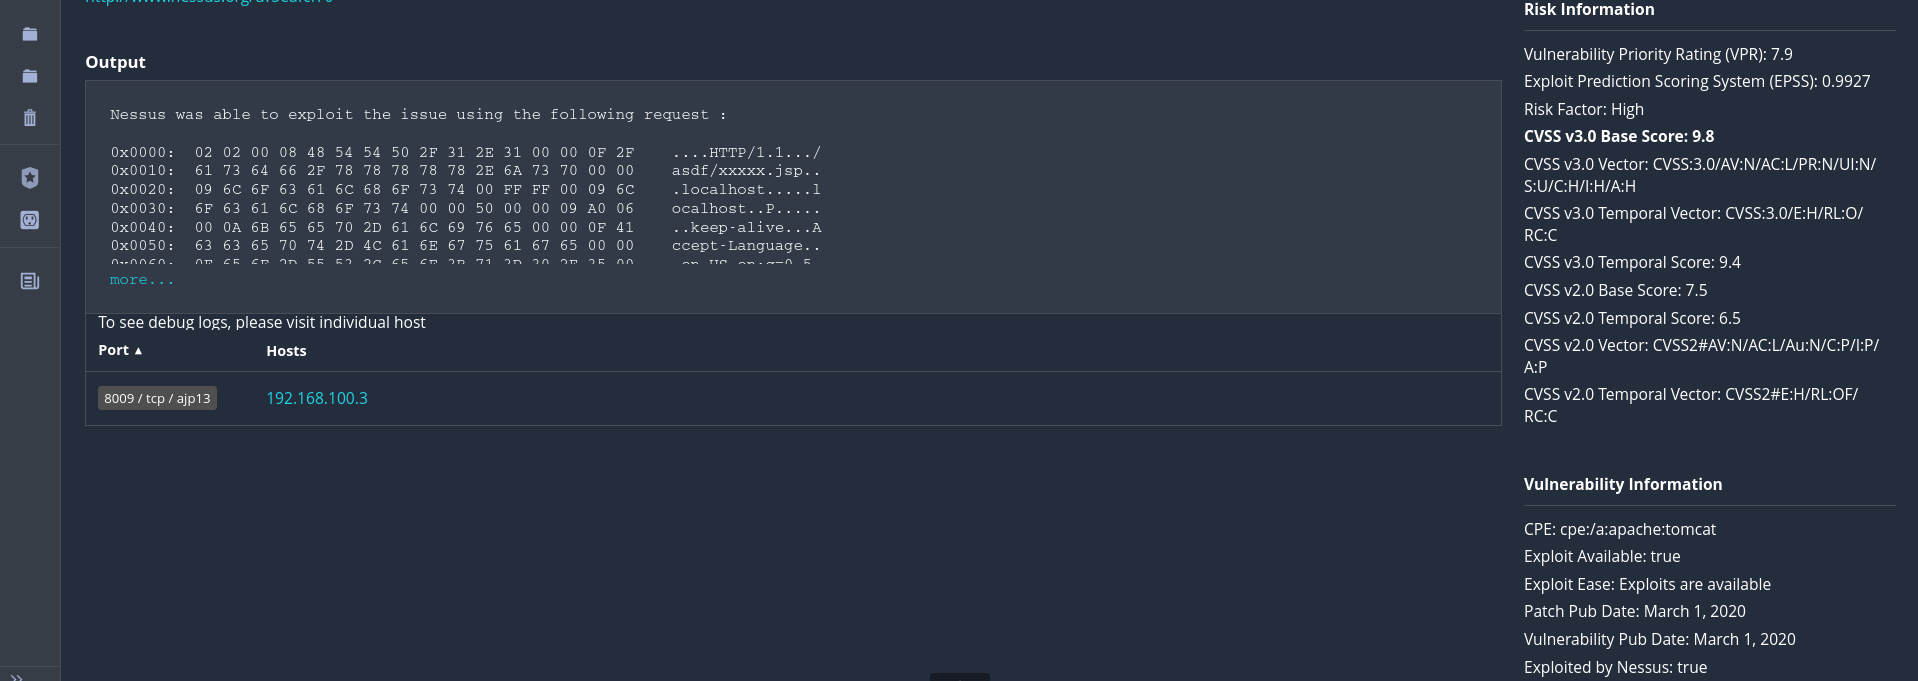 Output
Nessus was able to exploit the issue using the following request :
0x0000: 02 02 00 08 48 54 54 50 2F 31 2E 31 00 00 0F 2F ....HTTP/1.1.../
0x0010: 61 73 64 66 2F 78 78 78 78 78 2E 6A 73 70 00 00 asdf/xxxxx.jsp..
0x0020: 09 6C 6F 63 61 6C 68 6F 73 74 00 FF FF 00 09 6C .localhost.....l
0x0030: 6F 63 61 6C 68 6F 73 74 00 00 50 00 00 09 A0 06 ocalhost..P.....
0x0040: 00 0A 6B 65 65 70 2D 61 6C 69 76 65 00 00 0F 41 ..keep-alive...A
0x0050: 63 63 65 70 74 2D 4C 61 6E 67 75 61 67 65 00 00 ccept-Language..
more...
To see debug logs, please visit individual host
Port ▲ Hosts
8009 / tcp / ajp13 192.168.100.3
Risk Information
Vulnerability Priority Rating (VPR): 7.9
Exploit Prediction Scoring System (EPSS): 0.9927
Risk Factor: High
CVSS v3.0 Base Score: 9.8
CVSS v3.0 Vector: CVSS:3.0/AV:N/AC:L/PR:N/UI:N/
S:U/C:H/I:H/A:H
CVSS v3.0 Temporal Vector: CVSS:3.0/E:H/RL:O/
RC:C
CVSS v3.0 Temporal Score: 9.4
CVSS v2.0 Base Score: 7.5
CVSS v2.0 Temporal Score: 6.5
CVSS v2.0 Vector: CVSS2#AV:N/AC:L/Au:N/C:P/I:P/
A:P
CVSS v2.0 Temporal Vector: CVSS2#E:H/RL:OF/
RC:C
Vulnerability Information
CPE: cpe:/a:apache:tomcat
Exploit Available: true
Exploit Ease: Exploits are available
Patch Pub Date: March 1, 2020
Vulnerability Pub Date: March 1, 2020
Exploited by Nessus: true